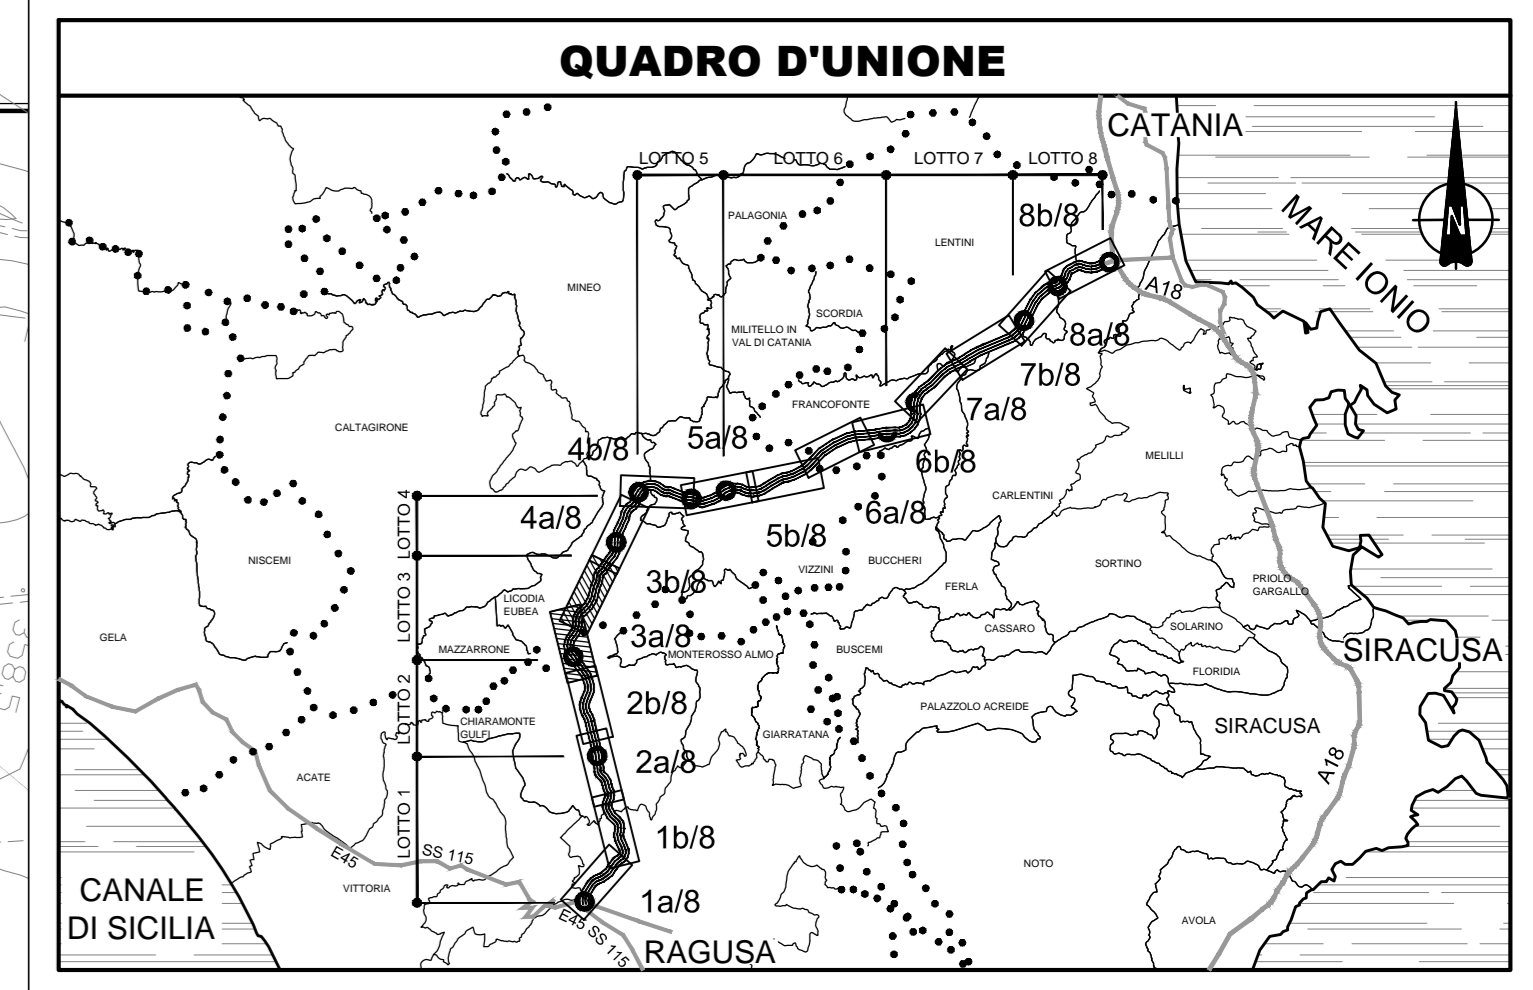 QUADRO D'UNIONE
CATANIA
LOTTO 5
LOTTO 6
LOTTO 7
LOTTO 8
PALAGONIA
8b/8
LENTINI
MARE IONIO
N
MINEO
A18
SCORDIA
MILITELLO IN
VAL DI CATANIA
8a/8
7b/8
FRANCOFONTE
7a/8
CALTAGIRONE
5a/8
4b/8
6b/8
MELILLI
CARLENTINI
LOTTO 4
4a/8
6a/8
5b/8
NISCEMI
VIZZINI
BUCCHERI
SORTINO
3b/8
FERLA
PRIOLO
GARGALLO
LICODIA
EUBEA
LOTTO 3
GELA
3a/8
CASSARO
SOLARINO
MAZZARRONE
MONTEROSSO ALMO
BUSCEMI
SIRACUSA
FLORIDIA
LOTTO 2
2b/8
PALAZZOLO ACREIDE
CHIARAMONTE
GULFI
GIARRATANA
SIRACUSA
2a/8
A18
ACATE
LOTTO 1
1b/8
E45
SS 115
NOTO
CANALE
DI SICILIA
VITTORIA
1a/8
E45 SS 115
AVOLA
RAGUSA
3585